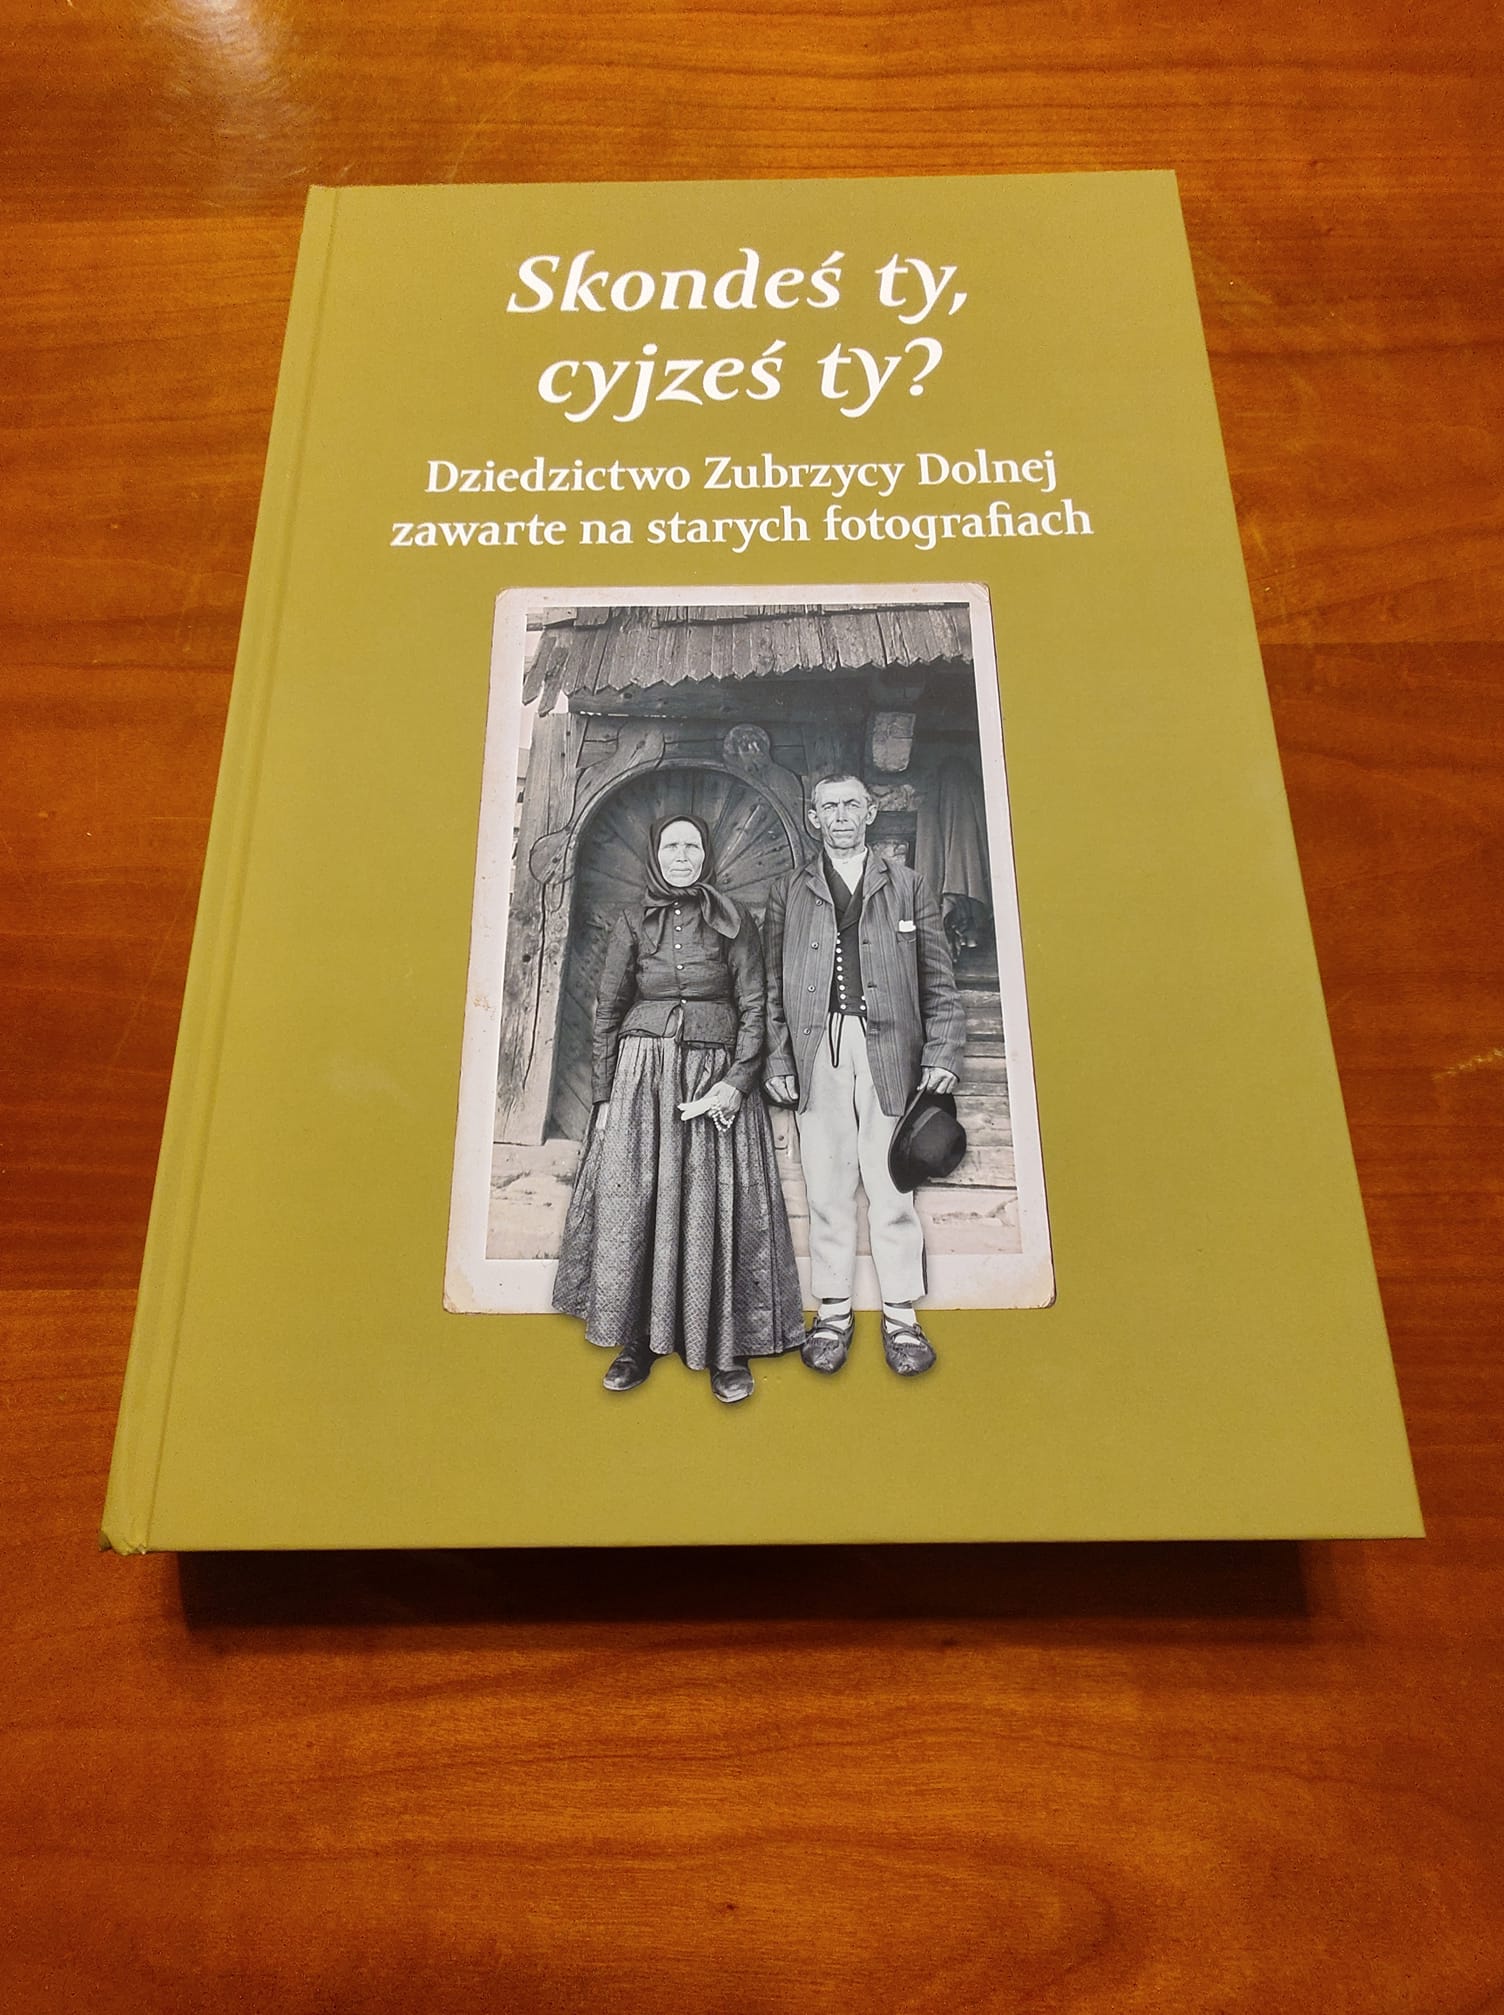 Skondeś ty,
cyjześ ty?
Dziedzictwo Zubrzycy Dolnej
zawarte na starych fotografiach